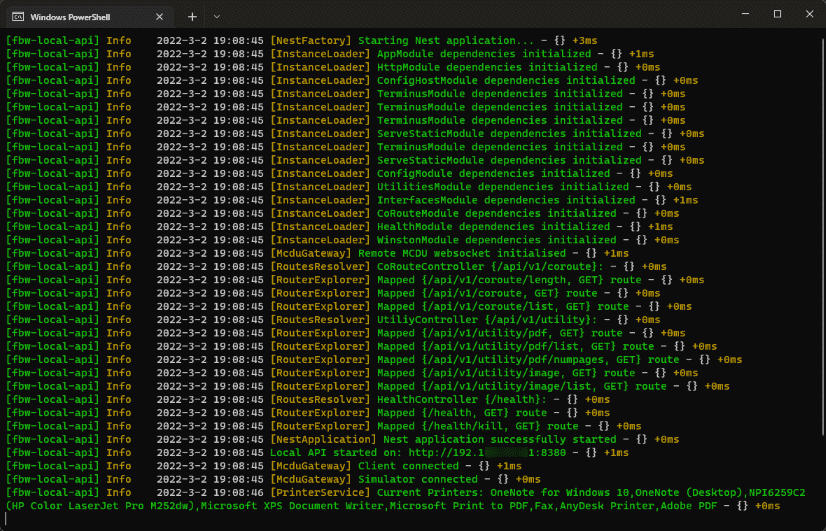 Windows PowerShell
[fbw-local-api] Info 2022-3-2 19:08:45 [NestFactory] Starting Nest application... - {} +3ms
[fbw-local-api] Info 2022-3-2 19:08:45 [InstanceLoader] AppModule dependencies initialized - {} +1ms
[fbw-local-api] Info 2022-3-2 19:08:45 [InstanceLoader] HttpModule dependencies initialized - {} +0ms
[fbw-local-api] Info 2022-3-2 19:08:45 [InstanceLoader] ConfigHostModule dependencies initialized - {} +0ms
[fbw-local-api] Info 2022-3-2 19:08:45 [InstanceLoader] TerminusModule dependencies initialized - {} +0ms
[fbw-local-api] Info 2022-3-2 19:08:45 [InstanceLoader] TerminusModule dependencies initialized - {} +0ms
[fbw-local-api] Info 2022-3-2 19:08:45 [InstanceLoader] TerminusModule dependencies initialized - {} +0ms
[fbw-local-api] Info 2022-3-2 19:08:45 [InstanceLoader] ServeStaticModule dependencies initialized - {} +0ms
[fbw-local-api] Info 2022-3-2 19:08:45 [InstanceLoader] TerminusModule dependencies initialized - {} +0ms
[fbw-local-api] Info 2022-3-2 19:08:45 [InstanceLoader] ServeStaticModule dependencies initialized - {} +0ms
[fbw-local-api] Info 2022-3-2 19:08:45 [InstanceLoader] ConfigModule dependencies initialized - {} +0ms
[fbw-local-api] Info 2022-3-2 19:08:45 [InstanceLoader] UtilitiesModule dependencies initialized - {} +0ms
[fbw-local-api] Info 2022-3-2 19:08:45 [InstanceLoader] InterfacesModule dependencies initialized - {} +1ms
[fbw-local-api] Info 2022-3-2 19:08:45 [InstanceLoader] CoRouteModule dependencies initialized - {} +0ms
[fbw-local-api] Info 2022-3-2 19:08:45 [InstanceLoader] HealthModule dependencies initialized - {} +1ms
[fbw-local-api] Info 2022-3-2 19:08:45 [InstanceLoader] WinstonModule dependencies initialized - {} +0ms
[fbw-local-api] Info 2022-3-2 19:08:45 [McduGateway] Remote MCDU websocket initialised - {} +1ms
[fbw-local-api] Info 2022-3-2 19:08:45 [RoutesResolver] CoRouteController {/api/v1/coroute}: - {} +0ms
[fbw-local-api] Info 2022-3-2 19:08:45 [RouterExplorer] Mapped {/api/v1/coroute/length, GET} route - {} +0ms
[fbw-local-api] Info 2022-3-2 19:08:45 [RouterExplorer] Mapped {/api/v1/coroute, GET} route - {} +0ms
[fbw-local-api] Info 2022-3-2 19:08:45 [RouterExplorer] Mapped {/api/v1/coroute/list, GET} route - {} +0ms
[fbw-local-api] Info 2022-3-2 19:08:45 [RoutesResolver] UtiliyController {/api/v1/utility}: - {} +0ms
[fbw-local-api] Info 2022-3-2 19:08:45 [RouterExplorer] Mapped {/api/v1/utility/pdf, GET} route - {} +0ms
[fbw-local-api] Info 2022-3-2 19:08:45 [RouterExplorer] Mapped {/api/v1/utility/pdf/list, GET} route - {} +0ms
[fbw-local-api] Info 2022-3-2 19:08:45 [RouterExplorer] Mapped {/api/v1/utility/pdf/numpages, GET} route - {} +0ms
[fbw-local-api] Info 2022-3-2 19:08:45 [RouterExplorer] Mapped {/api/v1/utility/image, GET} route - {} +0ms
[fbw-local-api] Info 2022-3-2 19:08:45 [RouterExplorer] Mapped {/api/v1/utility/image/list, GET} route - {} +0ms
[fbw-local-api] Info 2022-3-2 19:08:45 [RoutesResolver] HealthController {/health}: - {} +0ms
[fbw-local-api] Info 2022-3-2 19:08:45 [RouterExplorer] Mapped {/health, GET} route - {} +0ms
[fbw-local-api] Info 2022-3-2 19:08:45 [RouterExplorer] Mapped {/health/kill, GET} route - {} +0ms
[fbw-local-api] Info 2022-3-2 19:08:45 [NestApplication] Nest application successfully started - {} +0ms
[fbw-local-api] Info 2022-3-2 19:08:45 Local API started on: http://192.1 1:8380 - {} +1ms
[fbw-local-api] Info 2022-3-2 19:08:45 [McduGateway] Client connected - {} +1ms
[fbw-local-api] Info 2022-3-2 19:08:45 [McduGateway] Simulator connected - {} +0ms
[fbw-local-api] Info 2022-3-2 19:08:46 [PrinterService] Current Printers: OneNote for Windows 10,OneNote (Desktop),NPI6259C2
(HP Color LaserJet Pro M252dw),Microsoft XPS Document Writer,Microsoft Print to PDF,Fax,AnyDesk Printer,Adobe PDF - {} +0ms